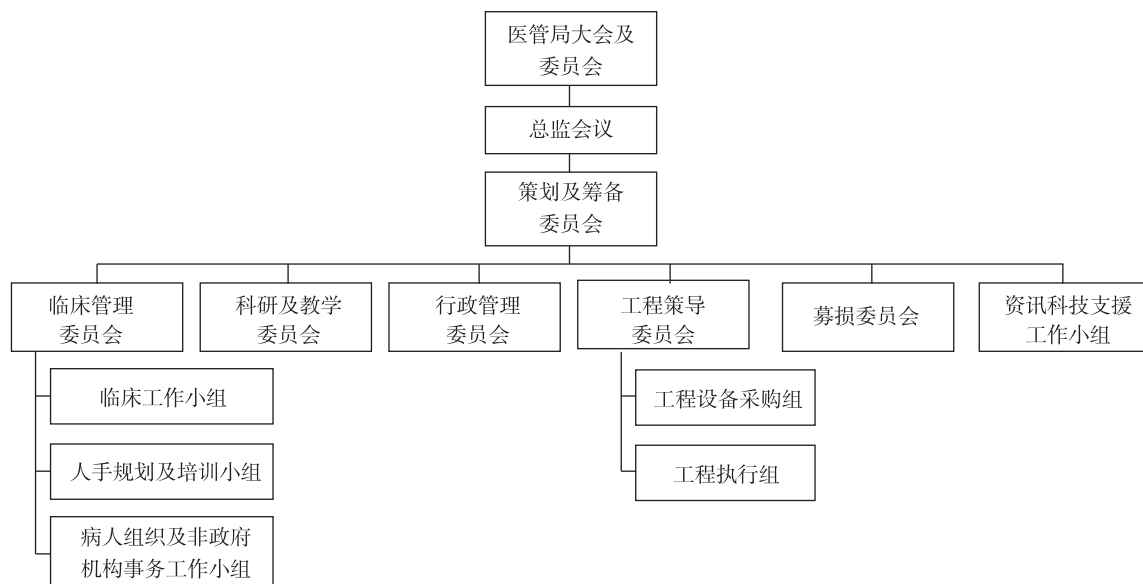 医管局大会及
委员会
总监会议
策划及筹备
委员会
临床管理
委员会
科研及教学
委员会
行政管理
委员会
工程策导
委员会
募损委员会
资讯科技支援
工作小组
临床工作小组
人手规划及培训小组
病人组织及非政府
机构事务工作小组
工程设备采购组
工程执行组